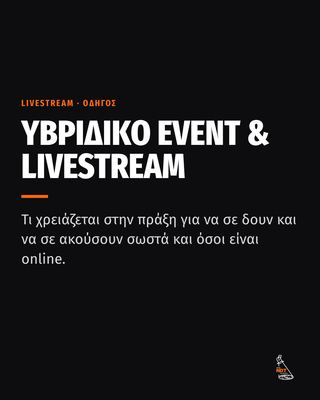 LIVESTREAM · ΟΔΗΓΟΣ
ΥΒΡΙΔΙΚΟ EVENT &
LIVESTREAM
Τι χρειάζεται στην πράξη για να σε δουν και
να σε ακούσουν σωστά και όσοι είναι
online.